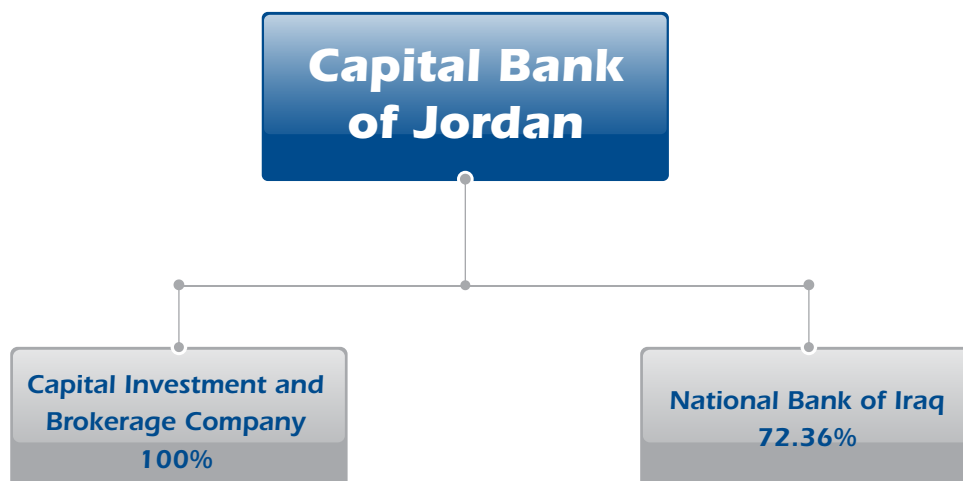 Capital Bank
of Jordan
Capital Investment and
Brokerage Company
100%
National Bank of Iraq
72.36%